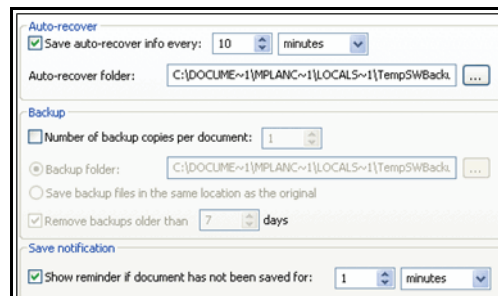 Auto-recover
Save auto-recover info every: 10 minutes
Auto-recover folder: C:\DOCUME~1\MPLANC~1\LOCALS~1\TempSWBacku ...
Backup
Number of backup copies per document: 1
Backup folder: C:\DOCUME~1\MPLANC~1\LOCALS~1\TempSWBacku ...
Save backup files in the same location as the original
Remove backups older than 7 days
Save notification
Show reminder if document has not been saved for: 1 minutes